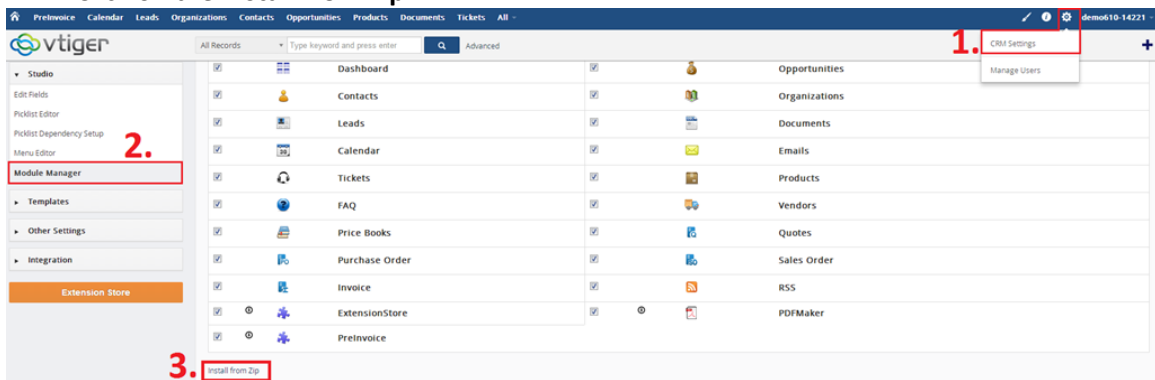 PreInvoice Calendar Leads Organizations Contacts Opportunities Products Documents Tickets All demo610-14221
vtiger All Records Type keyword and press enter Advanced
1. CRM Settings
Manage Users
Studio
Edit Fields
Picklist Editor
Picklist Dependency Setup
Menu Editor
2.
Module Manager
Templates
Other Settings
Integration
Extension Store
Dashboard Opportunities
Contacts Organizations
Leads Documents
Calendar Emails
Tickets Products
FAQ Vendors
Price Books Quotes
Purchase Order Sales Order
Invoice RSS
ExtensionStore PDFMaker
PreInvoice
3. Install from Zip